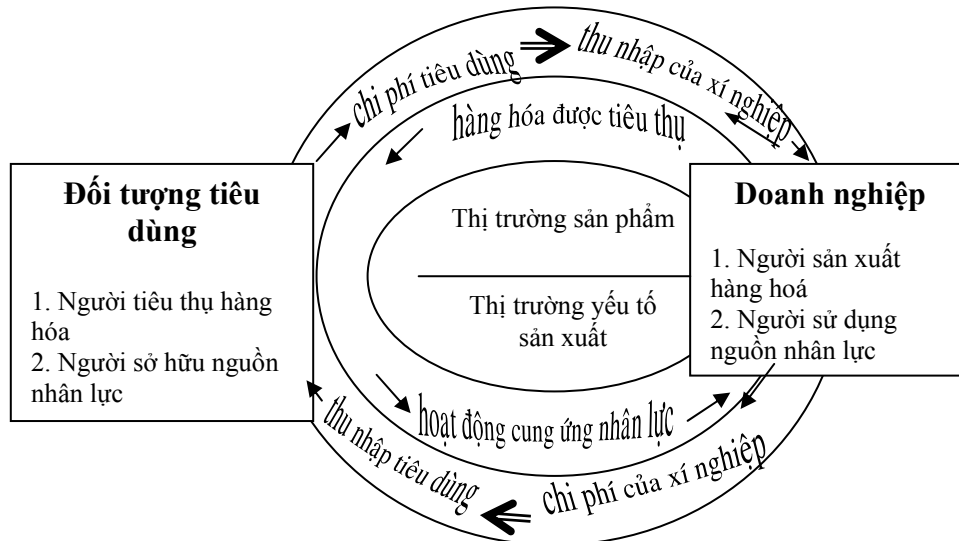 chi phí tiêu dùng
thu nhập của xí nghiệp
hàng hóa được tiêu thụ
Đối tượng tiêu
dùng
1. Người tiêu thụ hàng
hóa
2. Người sở hữu nguồn
nhân lực
Thị trường sản phẩm
Thị trường yếu tố
sản xuất
Doanh nghiệp
1. Người sản xuất
hàng hoá
2. Người sử dụng
nguồn nhân lực
hoạt động cung ứng nhân lực
thu nhập tiêu dùng
chi phí của xí nghiệp